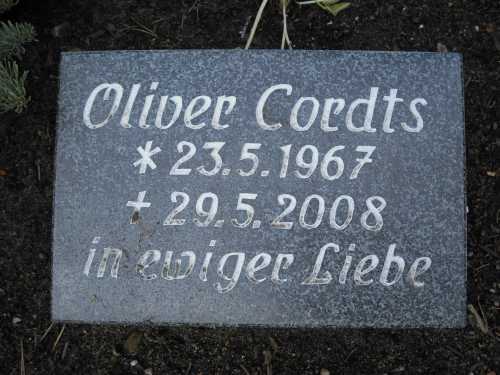 Oliver Cordts
* 23.5.1967
† 29.5.2008
in ewiger Liebe